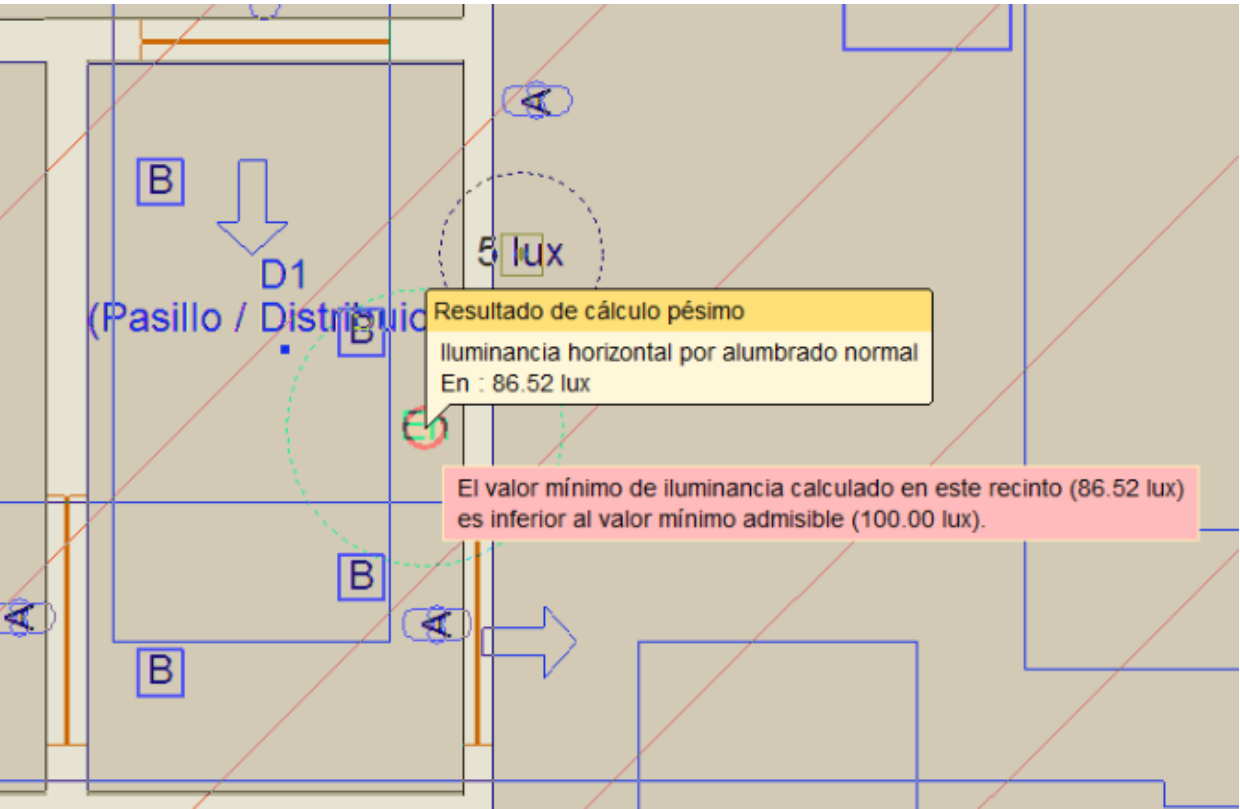 A
B
5 lux
D1
(Pasillo / Distribuid
B
Resultado de cálculo pésimo
Iluminancia horizontal por alumbrado normal
En : 86.52 lux
En
El valor mínimo de iluminancia calculado en este recinto (86.52 lux)
es inferior al valor mínimo admisible (100.00 lux).
B
A
A
B